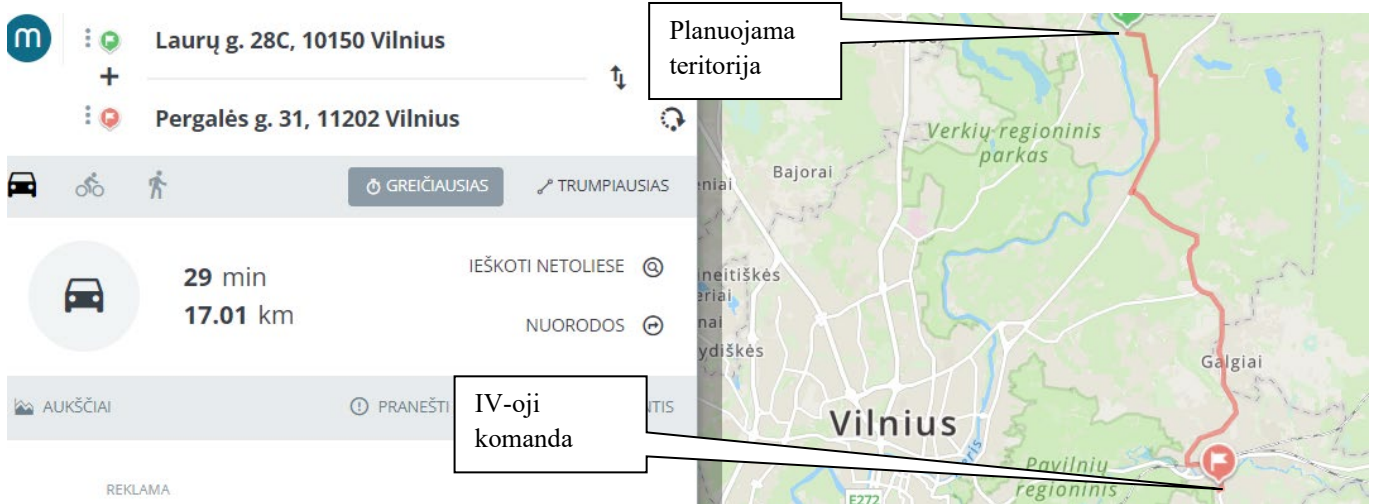 m
Laurų g. 28C, 10150 Vilnius
+
Pergalės g. 31, 11202 Vilnius
GREIČIAUSIAS
TRUMPIAUSIAS
29 min
17.01 km
IEŠKOTI NETOLIESE
NUORODOS
AUKŠČIAI
PRANEŠTI
REKLAMA
Planuojama
teritorija
IV-oji
komanda
Verkių regioninis
parkas
Bajorai
Galgiai
Vilnius
Pavilnių
regioninis
E272